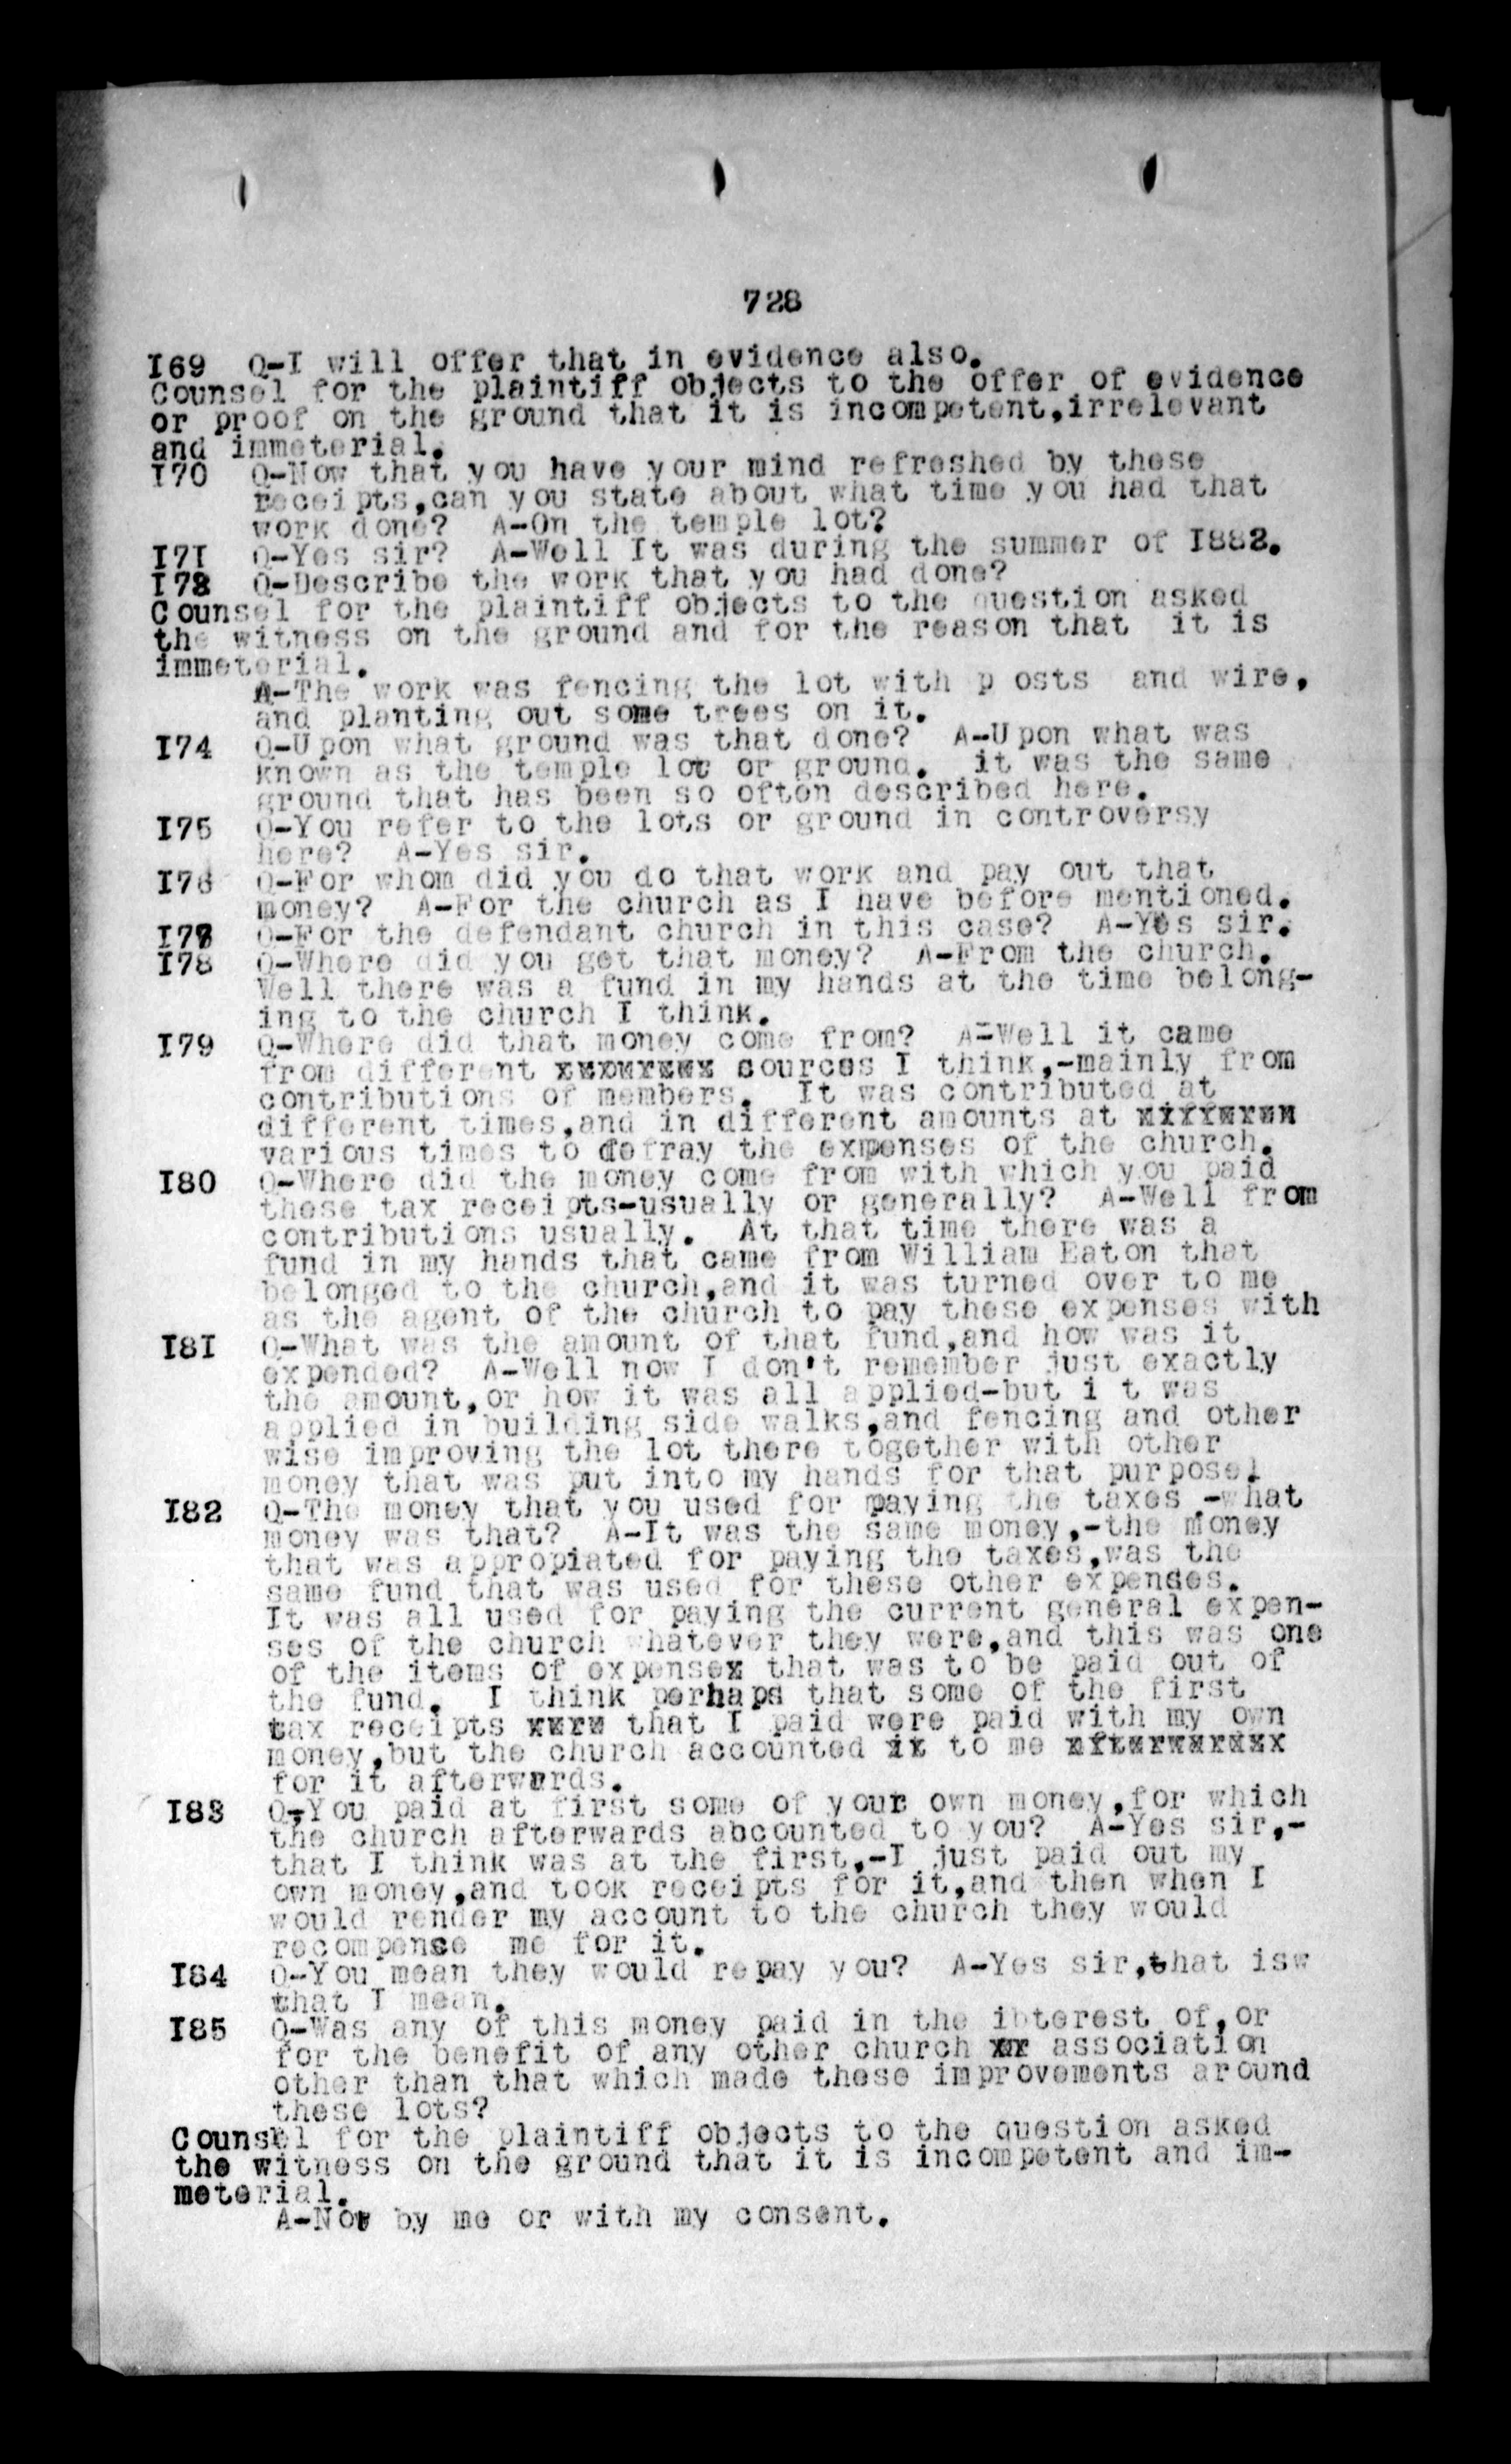 728
I69 Q-I will offer that in evidence also.
Counsel for the plaintiff objects to the offer of evidence
or proof on the ground that it is incompetent,irrelevant
and immeterial.
I70 Q-Now that you have your mind refreshed by these
receipts,can you state about what time you had that
work done? A-On the temple lot?
I7I Q-Yes sir? A-Well It was during the summer of I882.
I72 Q-Describe the work that you had done?
Counsel for the plaintiff objects to the question asked
the witness on the ground and for the reason that it is
immeterial.
A-The work was fencing the lot with p osts and wire,
and planting out some trees on it.
I74 Q-Upon what ground was that done? A-Upon what was
known as the temple lot or ground. it was the same
ground that has been so often described here.
I75 Q-You refer to the lots or ground in controversy
here? A-Yes sir.
I76 Q-For whom did you do that work and pay out that
money? A-For the church as I have before mentioned.
I77 Q-For the defendant church in this case? A-Yes sir.
I78 Q-Where did you get that money? A-From the church.
Well there was a fund in my hands at the time belong-
ing to the church I think.
I79 Q-Where did that money come from? A-Well it came
from different sources I think,-mainly from
contributions of members. It was contributed at
different times,and in different amounts at
various times to defray the expenses of the church.
I80 Q-Where did the money come from with which you paid
these tax receipts-usually or generally? A-Well from
contributions usually. At that time there was a
fund in my hands that came from William Eaton that
belonged to the church,and it was turned over to me
as the agent of the church to pay these expenses with
I8I Q-What was the amount of that fund,and how was it
expended? A-Well now I don't remember just exactly
the amount,or how it was all applied-but i t was
applied in building side walks,and fencing and other
wise improving the lot there together with other
money that was put into my hands for that purpose!
I82 Q-The money that you used for paying the taxes -what
money was that? A-It was the same money,-the money
that was appropiated for paying the taxes,was the
same fund that was used for these other expenses.
It was all used for paying the current general expen-
ses of the church whatever they were,and this was one
of the items of expensex that was to be paid out of
the fund. I think perhaps that some of the first
tax receipts that I paid were paid with my own
money,but the church accounted to me
for it afterwards.
I83 Q-You paid at first some of your own money,for which
the church afterwards abcounted to you? A-Yes sir,-
that I think was at the first,-I just paid out my
own money,and took receipts for it,and then when I
would render my account to the church they would
recompense me for it.
I84 Q-You mean they would repay you? A-Yes sir,that isw
that I mean.
I85 Q-Was any of this money paid in the ibterest of,or
for the benefit of any other church association
other than that which made these improvements around
these lots?
Counsel for the plaintiff objects to the question asked
the witness on the ground that it is incompetent and im-
meterial.
A-Not by me or with my consent.